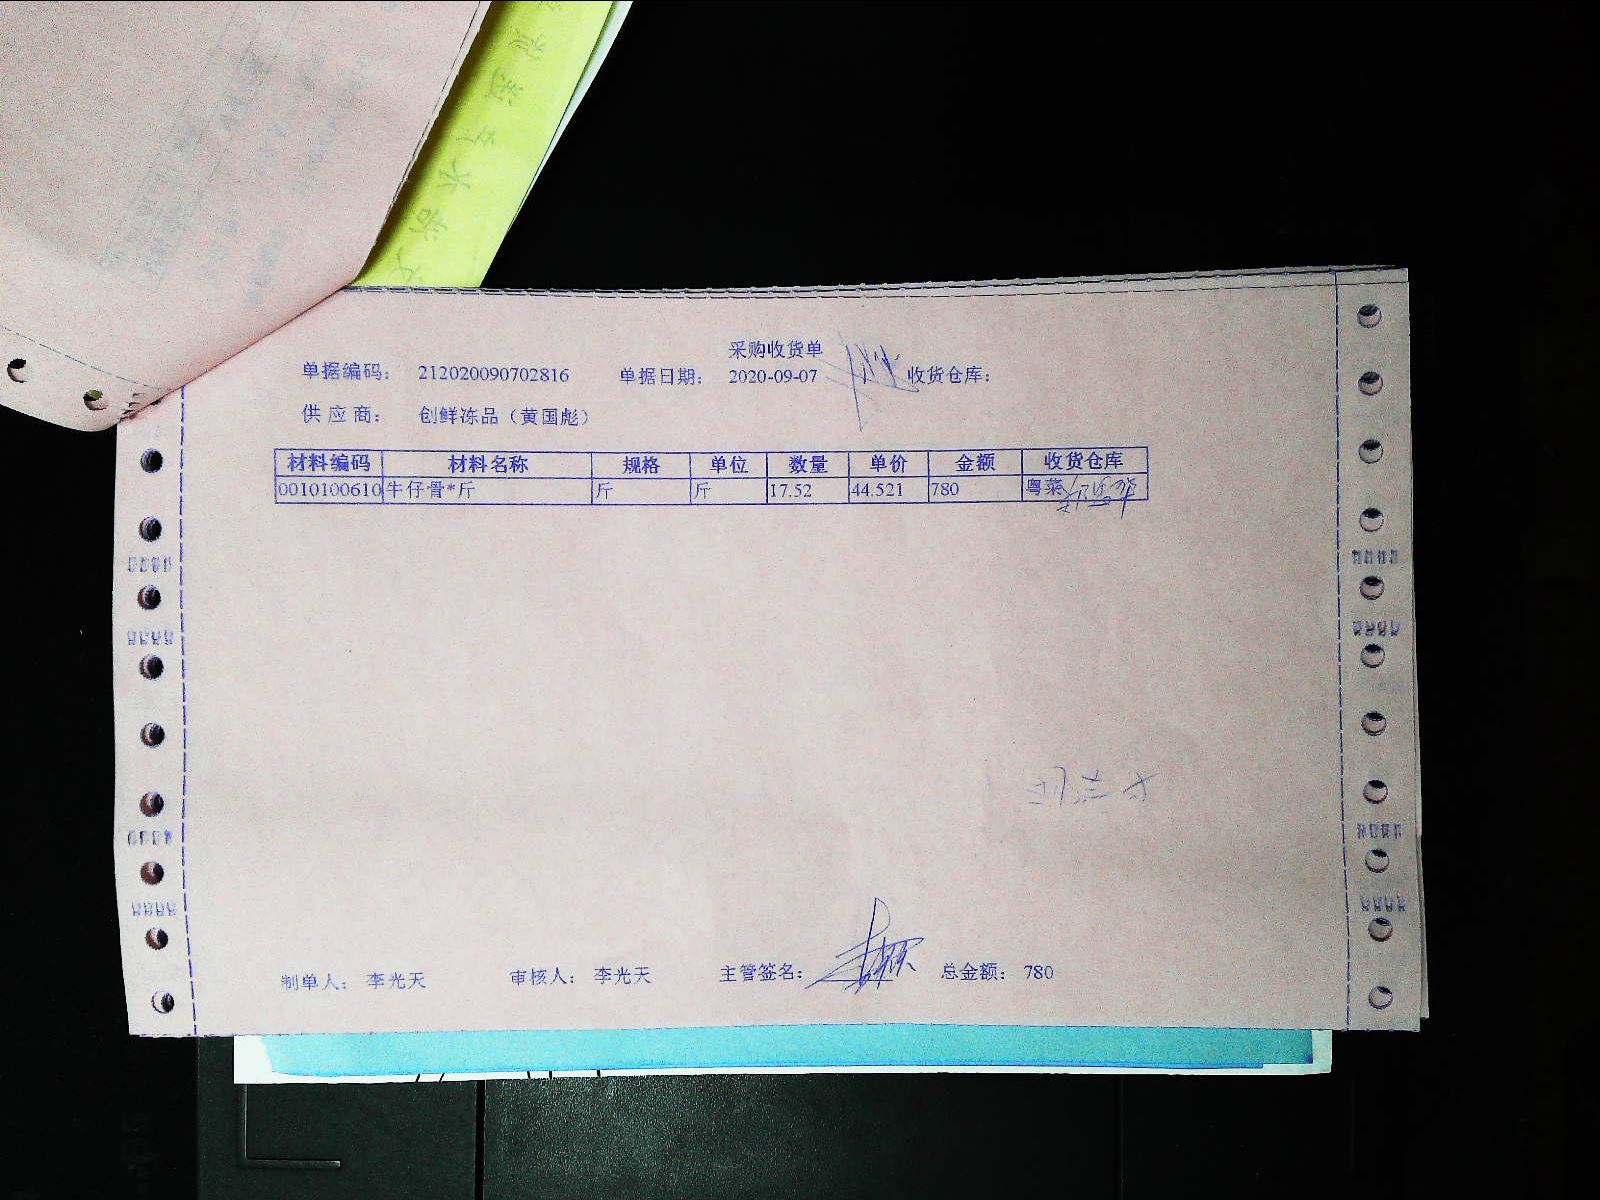 采购收货单
单据编码: 212020090702816 单据日期: 2020-09-07 收货仓库:
供应商: 创鲜冻品(黄国彪)
材料编码 材料名称 规格 单位 数量 单价 金额 收货仓库
0010100610 牛仔骨*斤 斤 斤 17.52 44.521 780 粤菜
制单人: 李光天 审核人: 李光天 主管签名: 总金额: 780